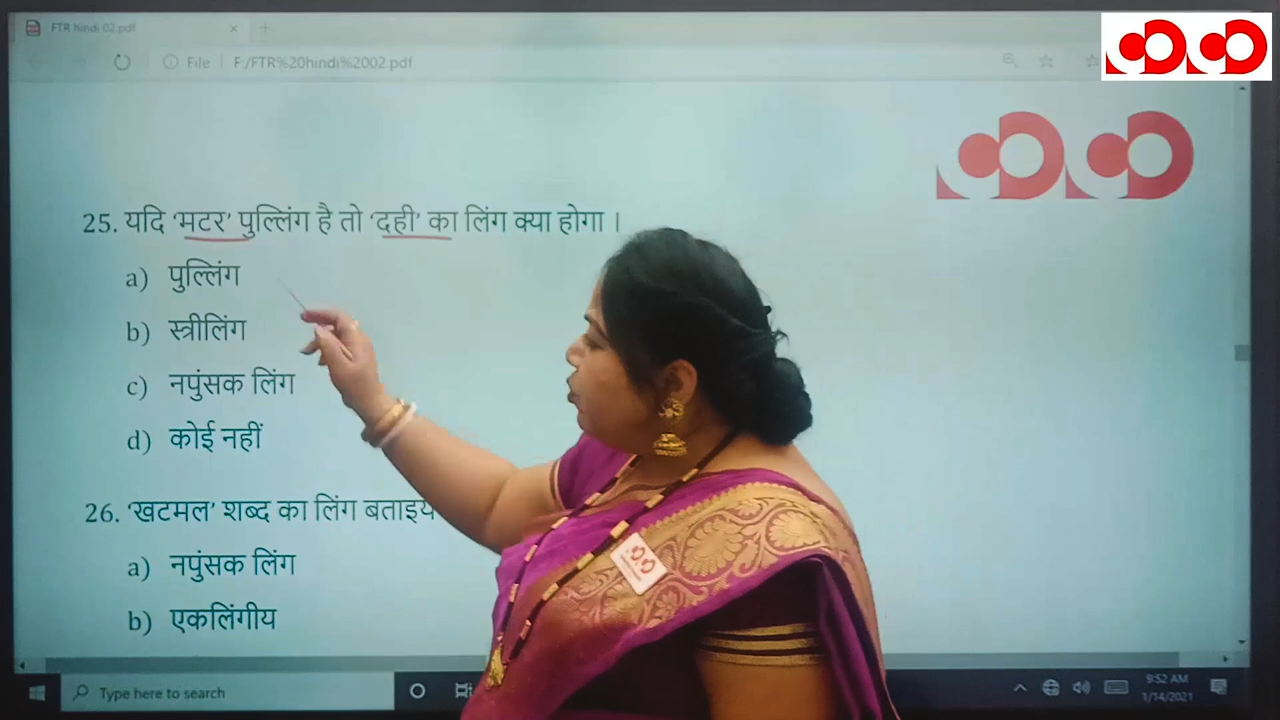 FTR hindi 02.pdf
File F:/FTR%20hindi%2002.pdf
25. यदि ‘मटर’ पुल्लिंग है तो ‘दही’ का लिंग क्या होगा ।
a) पुल्लिंग
b) स्त्रीलिंग
c) नपुंसक लिंग
d) कोई नहीं
26. ‘खटमल’ शब्द का लिंग बताइय
a) नपुंसक लिंग
b) एकलिंगीय
Type here to search
9:52 AM
1/14/2021